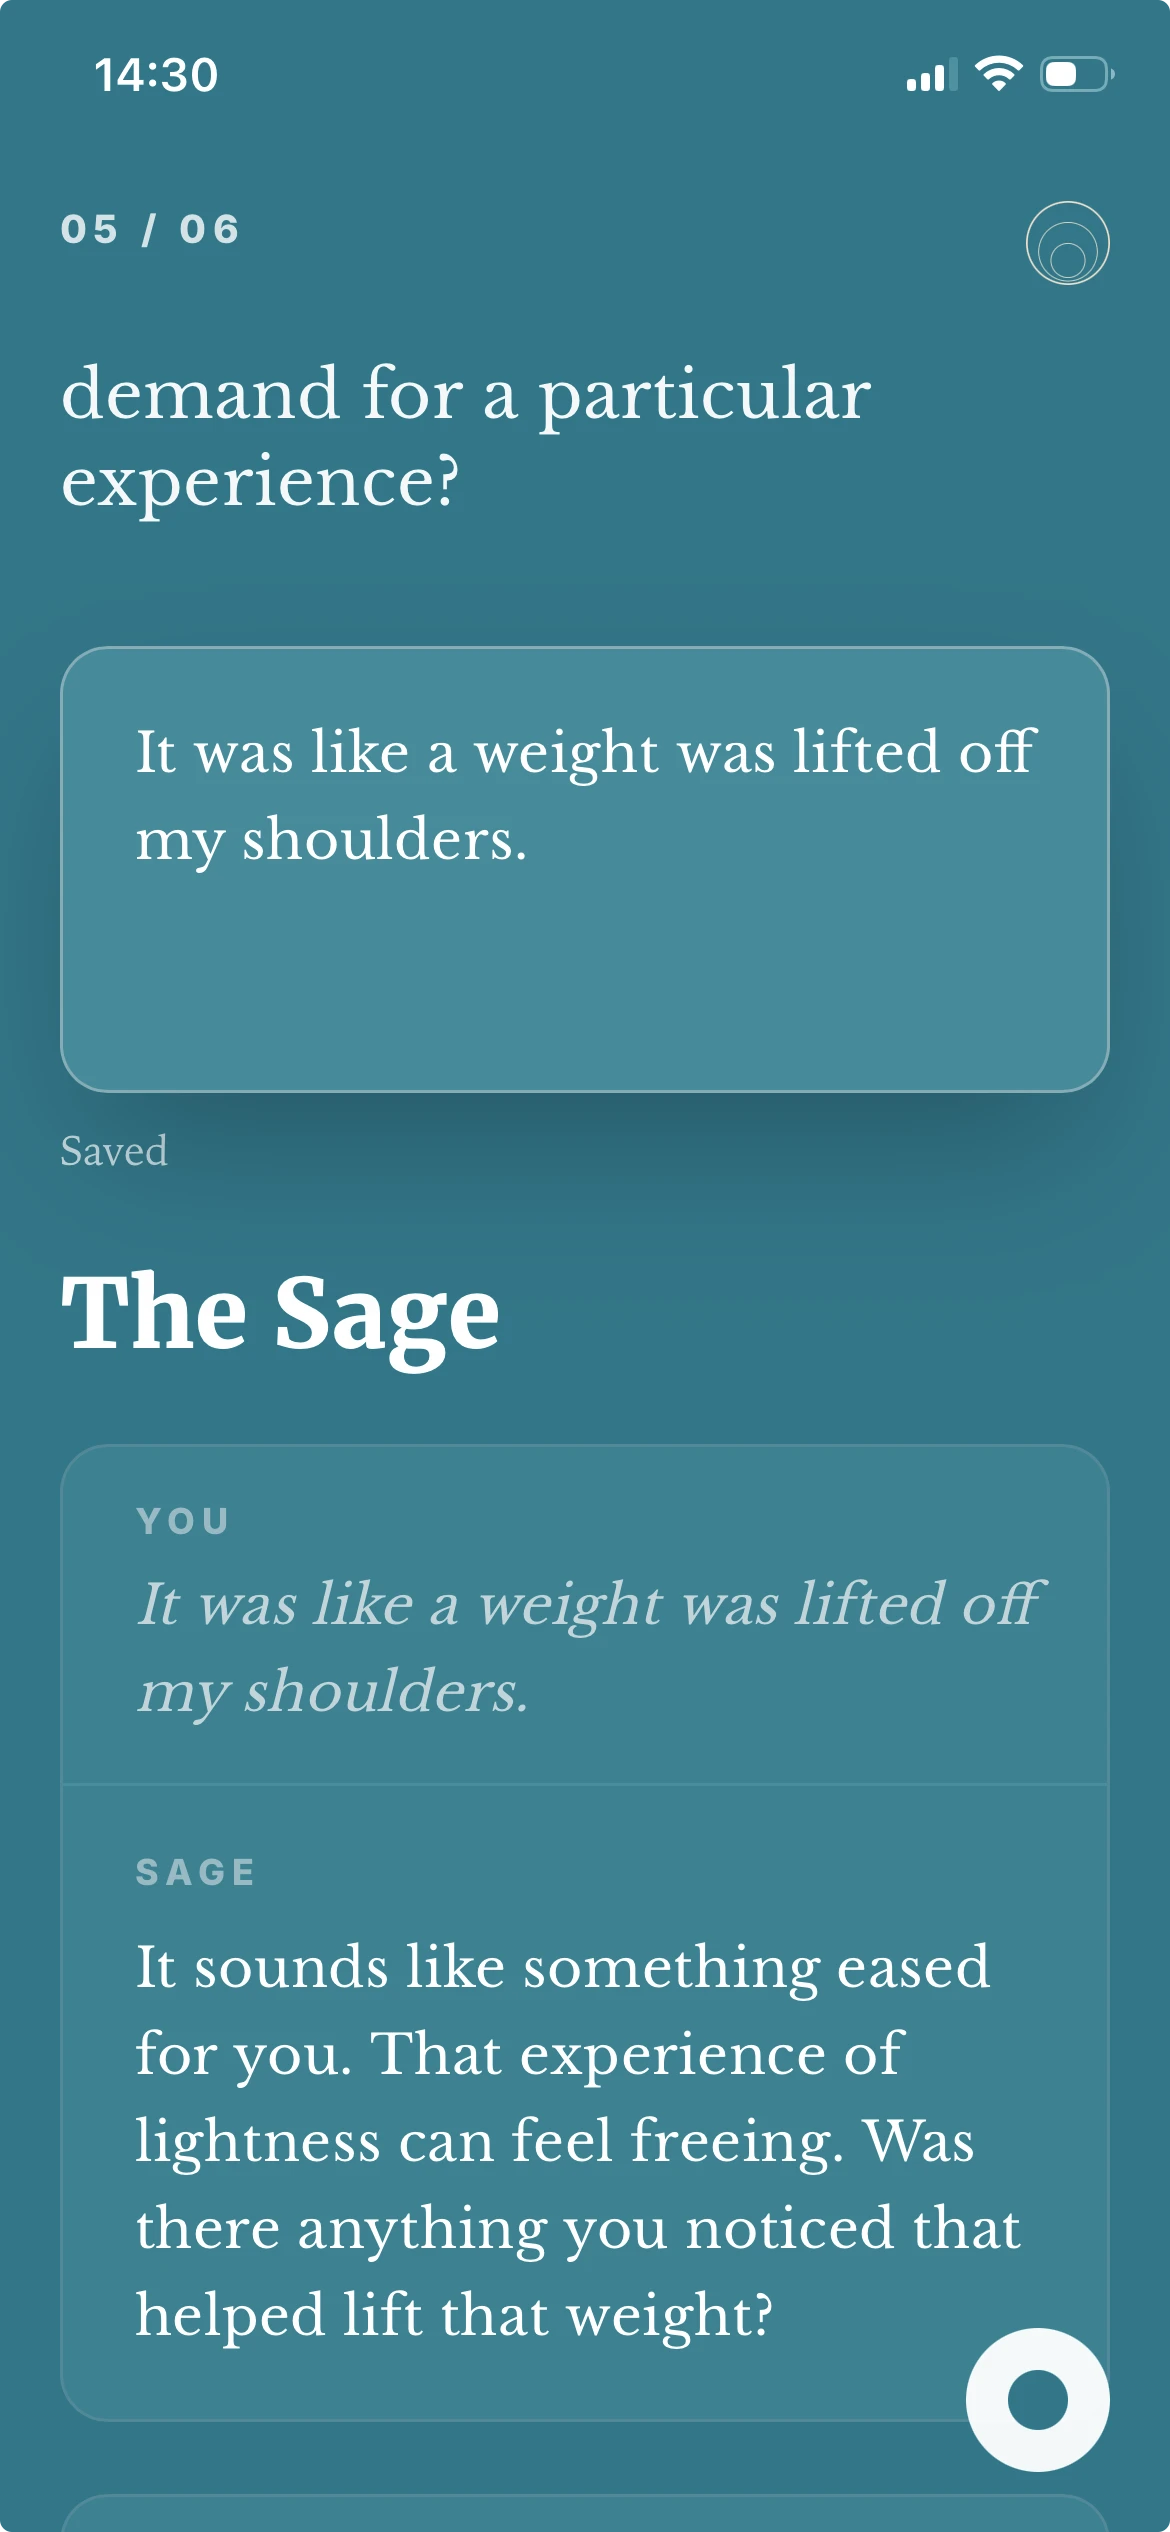 14:30
05 / 06
demand for a particular
experience?
It was like a weight was lifted off
my shoulders.
Saved
The Sage
YOU
It was like a weight was lifted off
my shoulders.
SAGE
It sounds like something eased
for you. That experience of
lightness can feel freeing. Was
there anything you noticed that
helped lift that weight?